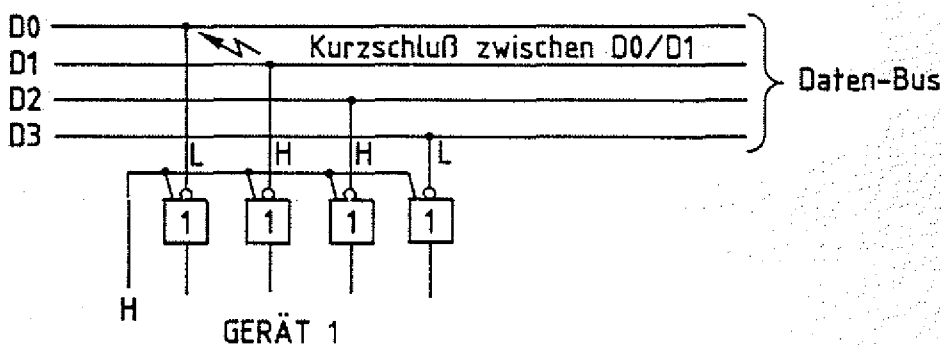 D0
Kurzschluß zwischen D0/D1
D1
Daten-Bus
D2
D3
L H H L
1 1 1 1
H
GERÄT 1